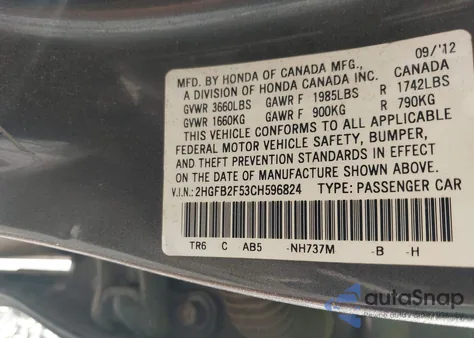 09/'12
MFD. BY HONDA OF CANADA MFG., CANADA
A DIVISION OF HONDA CANADA INC.
GVWR 3660LBS GAWR F 1985LBS R 1742LBS
GVWR 1660KG GAWR F 900KG R 790KG
THIS VEHICLE CONFORMS TO ALL APPLICABLE
FEDERAL MOTOR VEHICLE SAFETY, BUMPER,
AND THEFT PREVENTION STANDARDS IN EFFECT
ON THE DATE OF MANUFACTURE SHOWN ABOVE.
V.I.N.: 2HGFB2F53CH596824 TYPE: PASSENGER CAR
TR6 C AB5 -NH737M -B -H
autoSnap